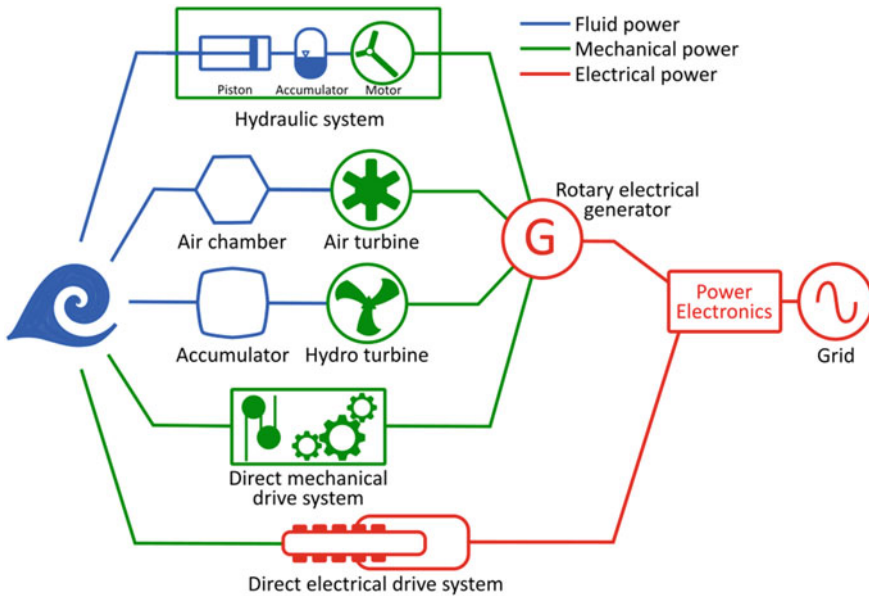 Fluid power
Mechanical power
Electrical power
Piston
Accumulator
Motor
Hydraulic system
Air chamber
Air turbine
Rotary electrical
generator
G
Accumulator
Hydro turbine
Power
Electronics
Grid
Direct mechanical
drive system
Direct electrical drive system